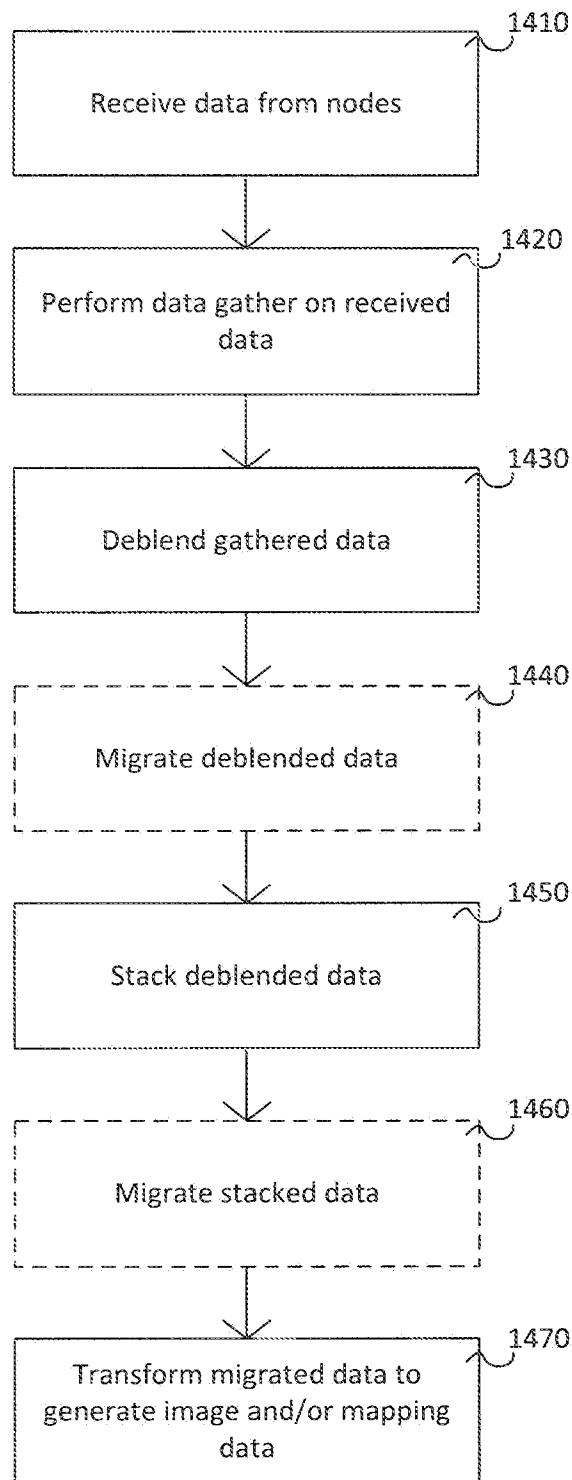 1410
Receive data from nodes
1420
Perform data gather on received
data
1430
Deblend gathered data
1440
Migrate deblended data
1450
Stack deblended data
1460
Migrate stacked data
1470
Transform migrated data to
generate image and/or mapping
data